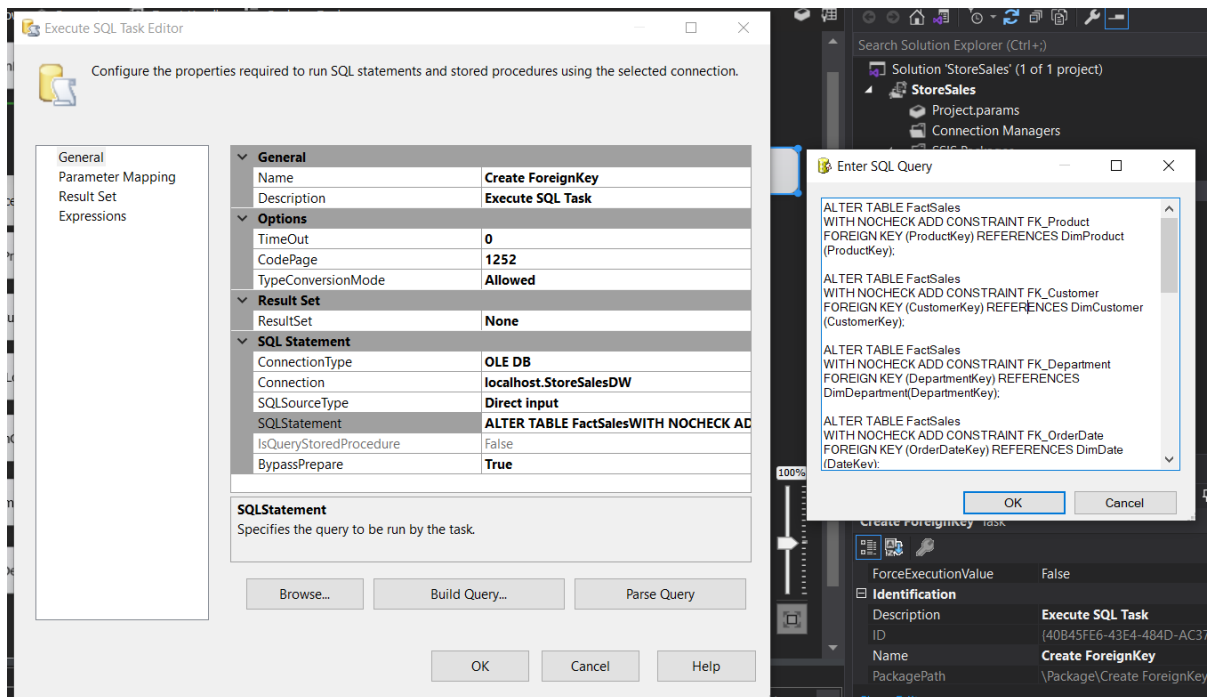 Execute SQL Task Editor
Configure the properties required to run SQL statements and stored procedures using the selected connection.
General
Parameter Mapping
Result Set
Expressions
General
Name Create ForeignKey
Description Execute SQL Task
Options
TimeOut 0
CodePage 1252
TypeConversionMode Allowed
Result Set
ResultSet None
SQL Statement
ConnectionType OLE DB
Connection localhost.StoreSalesDW
SQLSourceType Direct input
SQLStatement ALTER TABLE FactSalesWITH NOCHECK AD
IsQueryStoredProcedure False
BypassPrepare True
SQLStatement
Specifies the query to be run by the task.
Browse...
Build Query...
Parse Query
OK
Cancel
Help
100%
Search Solution Explorer (Ctrl+;)
Solution 'StoreSales' (1 of 1 project)
StoreSales
Project.params
Connection Managers
Enter SQL Query
ALTER TABLE FactSales
WITH NOCHECK ADD CONSTRAINT FK_Product
FOREIGN KEY (ProductKey) REFERENCES DimProduct
(ProductKey);
ALTER TABLE FactSales
WITH NOCHECK ADD CONSTRAINT FK_Customer
FOREIGN KEY (CustomerKey) REFERENCES DimCustomer
(CustomerKey);
ALTER TABLE FactSales
WITH NOCHECK ADD CONSTRAINT FK_Department
FOREIGN KEY (DepartmentKey) REFERENCES
DimDepartment(DepartmentKey);
ALTER TABLE FactSales
WITH NOCHECK ADD CONSTRAINT FK_OrderDate
FOREIGN KEY (OrderDateKey) REFERENCES DimDate
(DateKey);
OK
Cancel
Create ForeignKey Task
ForceExecutionValue False
Identification
Description Execute SQL Task
ID {40B45FE6-43E4-484D-AC37
Name Create ForeignKey
PackagePath \Package\Create ForeignKey